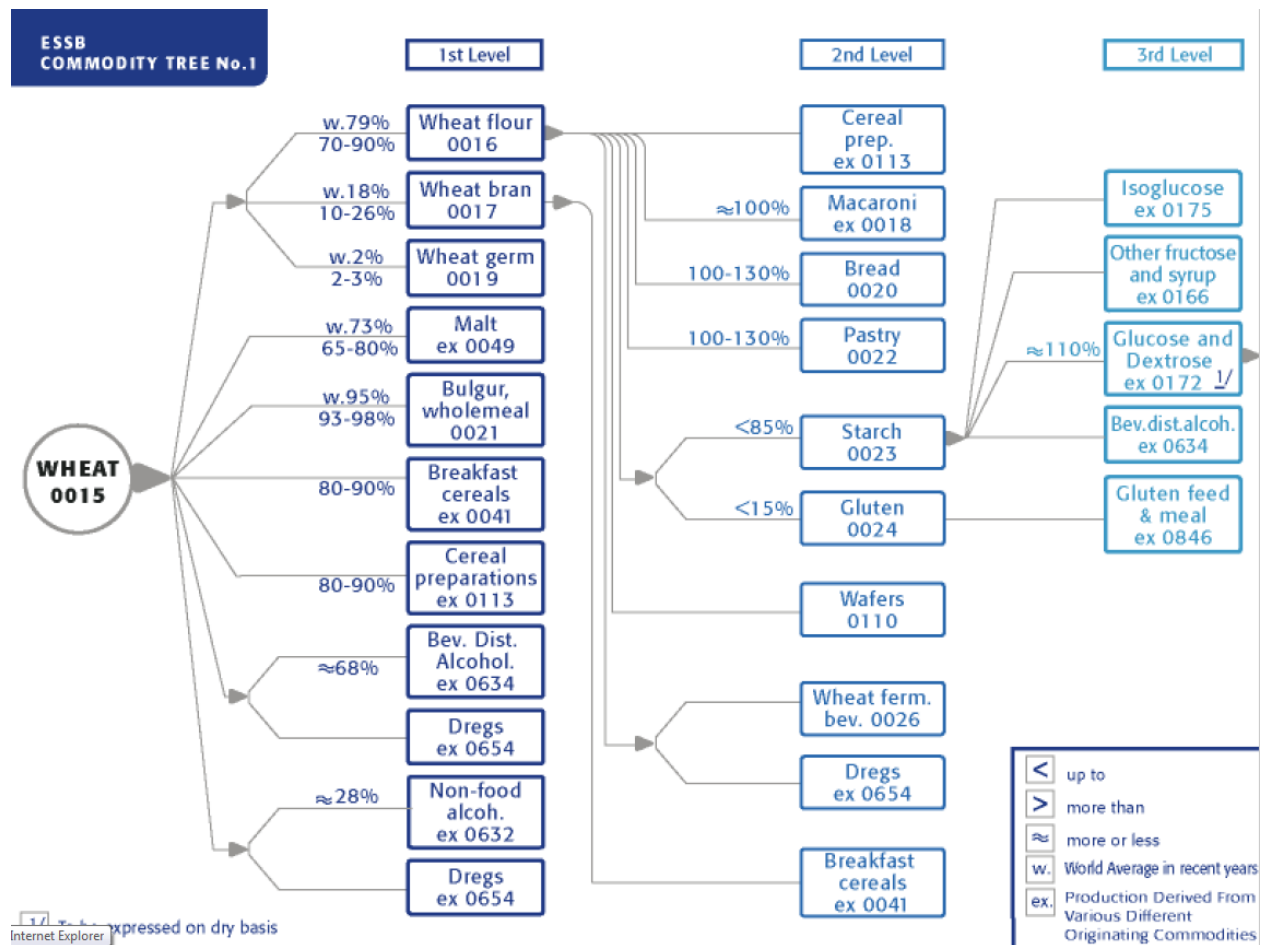 ESSB
COMMODITY TREE No.1
1st Level
2nd Level
3rd Level
WHEAT
0015
w.79%
70-90%
Wheat flour
0016
w.18%
10-26%
Wheat bran
0017
w.2%
2-3%
Wheat germ
0019
w.73%
65-80%
Malt
ex 0049
w.95%
93-98%
Bulgur,
wholemeal
0021
80-90%
Breakfast
cereals
ex 0041
80-90%
Cereal
preparations
ex 0113
≈68%
Bev. Dist.
Alcohol.
ex 0634
Dregs
ex 0654
≈28%
Non-food
alcoh.
ex 0632
Dregs
ex 0654
Cereal
prep.
ex 0113
≈100%
Macaroni
ex 0018
100-130%
Bread
0020
100-130%
Pastry
0022
<85%
Starch
0023
<15%
Gluten
0024
Wafers
0110
Wheat ferm.
bev. 0026
Dregs
ex 0654
Breakfast
cereals
ex 0041
Isoglucose
ex 0175
Other fructose
and syrup
ex 0166
≈110%
Glucose and
Dextrose
ex 0172 1/
Bev.dist.alcoh.
ex 0634
Gluten feed
& meal
ex 0846
< up to
> more than
≈ more or less
w. World Average in recent years
ex. Production Derived From
Various Different
Originating Commodities
expressed on dry basis
Internet Explorer